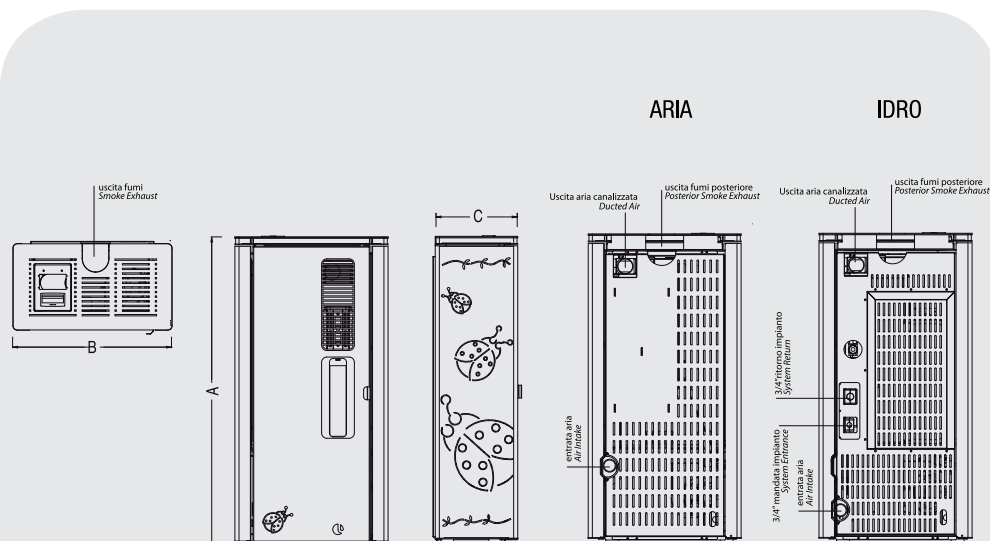 ARIA
IDRO
uscita fumi
Smoke Exhaust
B
A
C
Uscita aria canalizzata
Ducted Air
uscita fumi posteriore
Posterior Smoke Exhaust
entrata aria
Air Intake
Uscita aria canalizzata
Ducted Air
uscita fumi posteriore
Posterior Smoke Exhaust
3/4"ritorno impianto
System Return
3/4" mandata impianto
System Entrance
entrata aria
Air Intake